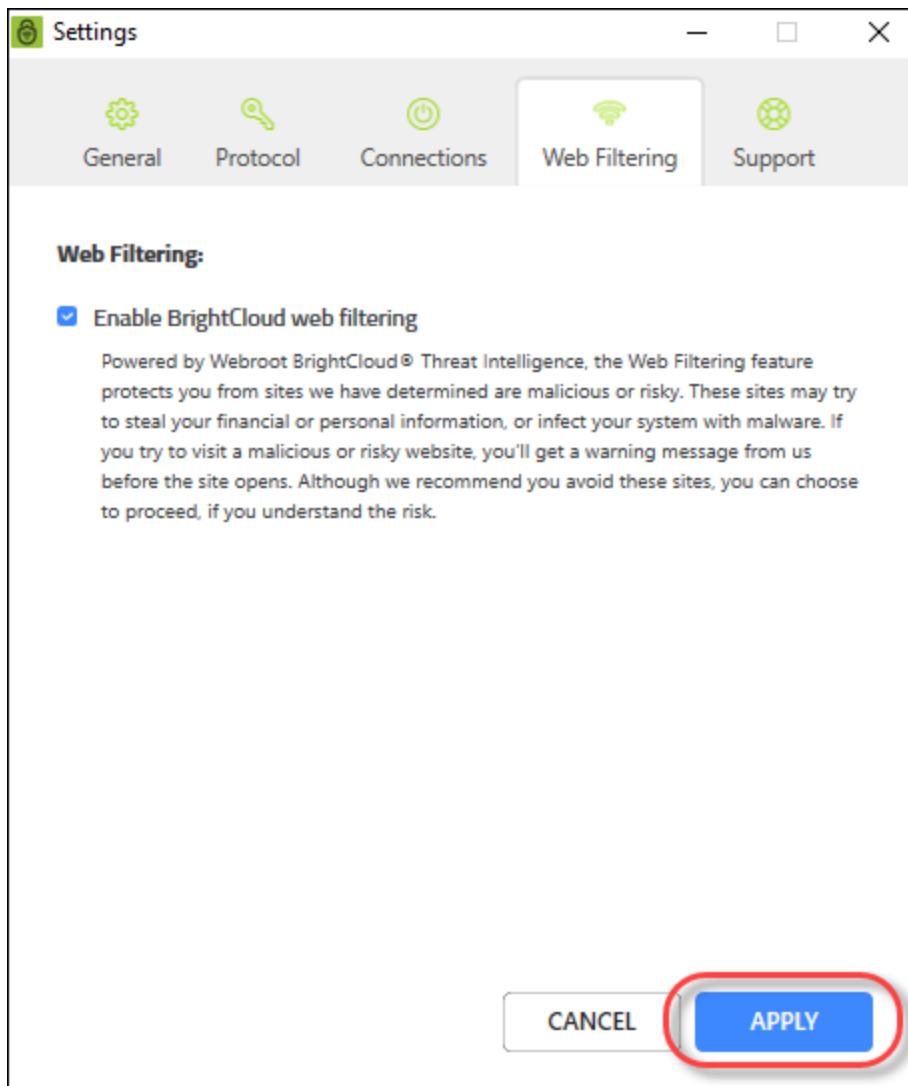 Settings
General Protocol Connections Web Filtering Support
Web Filtering:
Enable BrightCloud web filtering
Powered by Webroot BrightCloud® Threat Intelligence, the Web Filtering feature
protects you from sites we have determined are malicious or risky. These sites may try
to steal your financial or personal information, or infect your system with malware. If
you try to visit a malicious or risky website, you'll get a warning message from us
before the site opens. Although we recommend you avoid these sites, you can choose
to proceed, if you understand the risk.
CANCEL APPLY